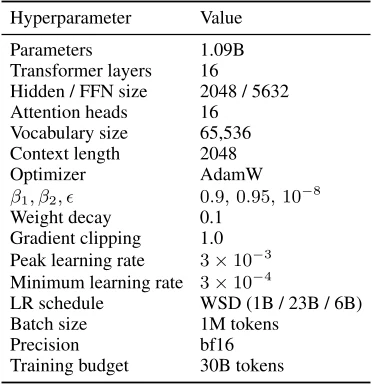 Hyperparameter Value
Parameters 1.09B
Transformer layers 16
Hidden / FFN size 2048 / 5632
Attention heads 16
Vocabulary size 65,536
Context length 2048
Optimizer AdamW
β₁, β₂, ϵ 0.9, 0.95, 10⁻⁸
Weight decay 0.1
Gradient clipping 1.0
Peak learning rate 3 × 10⁻³
Minimum learning rate 3 × 10⁻⁴
LR schedule WSD (1B / 23B / 6B)
Batch size 1M tokens
Precision bf16
Training budget 30B tokens